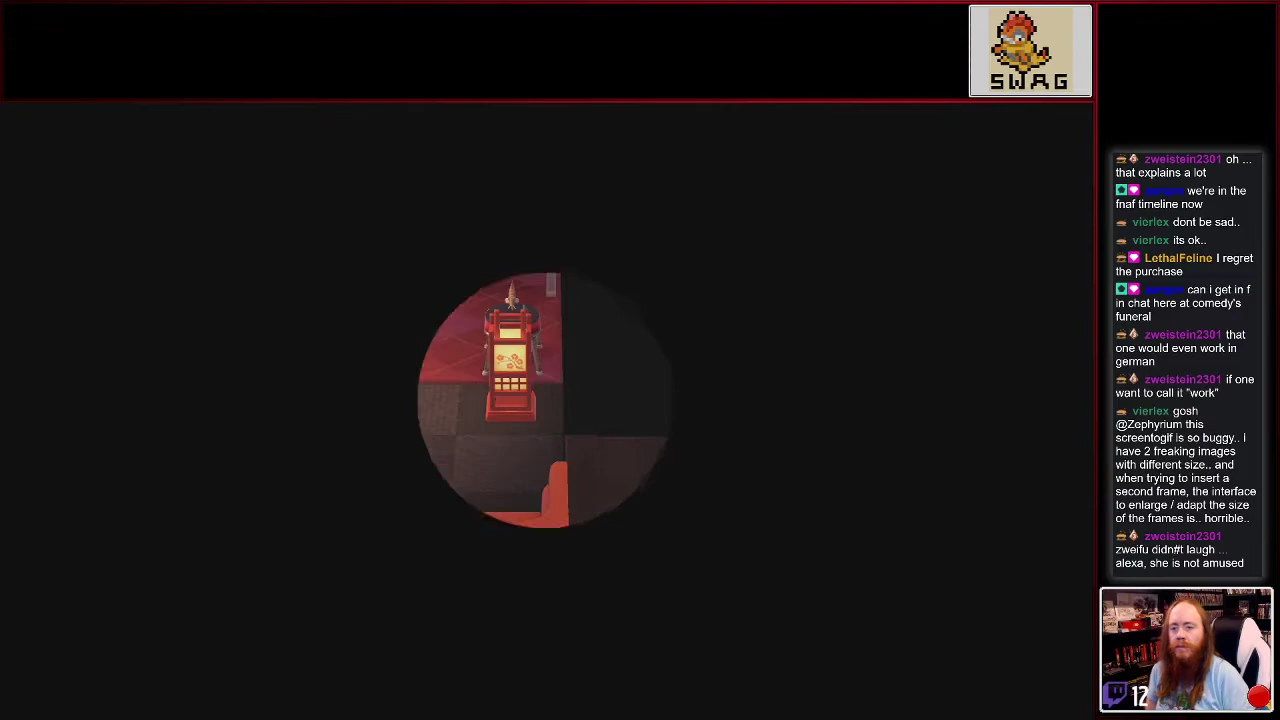 SWAG
zweistein2301 oh ...
that explains a lot
we're in the
fnaf timeline now
vierlex dont be sad..
vierlex its ok..
LethalFeline I regret
the purchase
can i get in f
in chat here at comedy's
funeral
zweistein2301 that
one would even work in
german
zweistein2301 if one
want to call it "work"
vierlex gosh
@Zephyrium this
screentogIf is so buggy.. I
have 2 freaking images
with different size.. and
when trying to insert a
second frame, the interface
to enlarge / adapt the size
of the frames is.. horrible..
zweistein2301
zweifu didn#t laugh ...
alexa, she is not amused
12